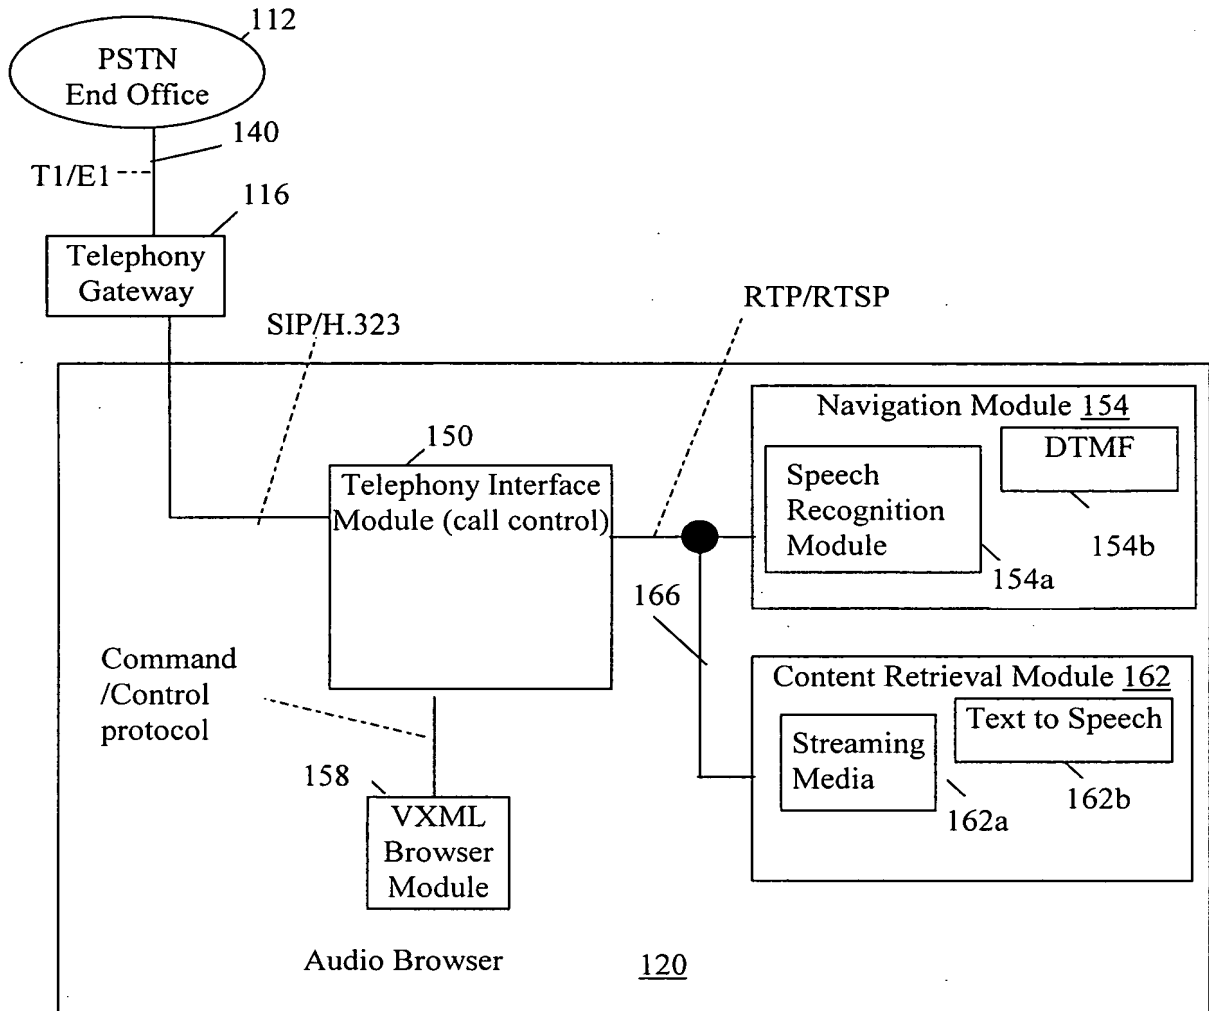 112
PSTN
End Office
140
T1/E1
116
Telephony
Gateway
RTP/RTSP
SIP/H.323
Navigation Module 154
150
DTMF
Telephony Interface
Module (call control)
Speech
Recognition
Module
154b
154a
166
Command
/Control
protocol
Content Retrieval Module 162
Text to Speech
Streaming
Media
158
162b
162a
VXML
Browser
Module
Audio Browser
120